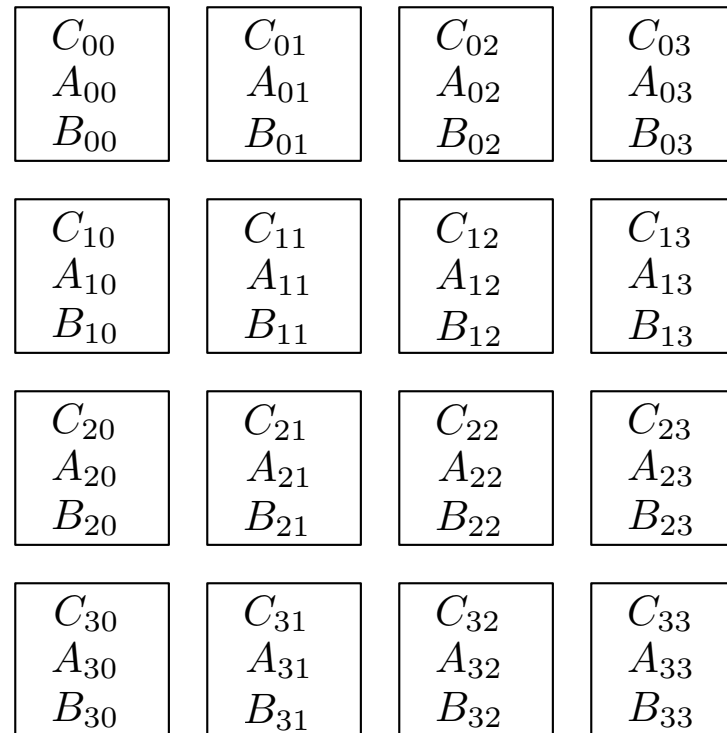 C₀₀ C₀₁ C₀₂ C₀₃
A₀₀ A₀₁ A₀₂ A₀₃
B₀₀ B₀₁ B₀₂ B₀₃
C₁₀ C₁₁ C₁₂ C₁₃
A₁₀ A₁₁ A₁₂ A₁₃
B₁₀ B₁₁ B₁₂ B₁₃
C₂₀ C₂₁ C₂₂ C₂₃
A₂₀ A₂₁ A₂₂ A₂₃
B₂₀ B₂₁ B₂₂ B₂₃
C₃₀ C₃₁ C₃₂ C₃₃
A₃₀ A₃₁ A₃₂ A₃₃
B₃₀ B₃₁ B₃₂ B₃₃